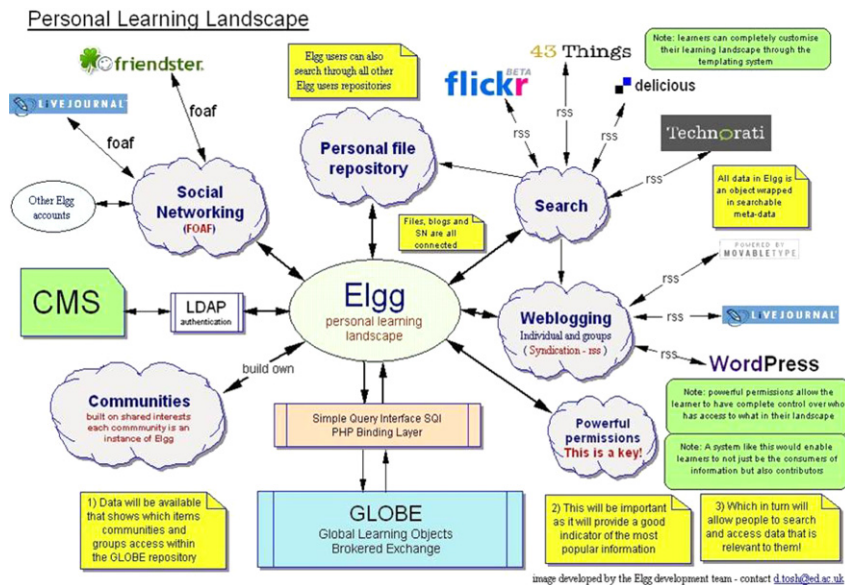 Personal Learning Landscape
friendster.
LIVEJOURNAL
foaf
foaf
Other Elgg
accounts
Social
Networking
(FOAF)
Elgg users can also
search through all other
Elgg users repositories
Personal file
repository
Files, blogs and
SN are all
connected
flickr BETA
43 Things
delicious
Technorati
rss
rss
rss
rss
Note: learners can completely customise
their learning landscape through the
templating system
Search
All data in Elgg is
an object wrapped
in searchable
meta-data
CMS
LDAP
authentication
Elgg
personal learning
landscape
Weblogging
Individual and groups
( Syndication - rss )
rss
rss
rss
POWERED BY
MOVABLETYPE
LIVEJOURNAL
WORDPRESS
build own
Communities
built on shared interests
each commmunity is an
instance of Elgg
Simple Query Interface SQI
PHP Binding Layer
Powerful
permissions
This is a key!
Note: powerful permissions allow the
learner to have complete control over who
has access to what in their landscape
Note: A system like this would enable
learners to not just be the consumers of
information but also contributors
1) Data will be available
that shows which items
communities and
groups access within
the GLOBE repository
GLOBE
Global Learning Objects
Brokered Exchange
2) This will be important
as it will provide a good
indicator of the most
popular information
3) Which in turn will
allow people to search
and access data that is
relevant to them!
image developed by the Elgg development team - contact d.tosh@ed.ac.uk